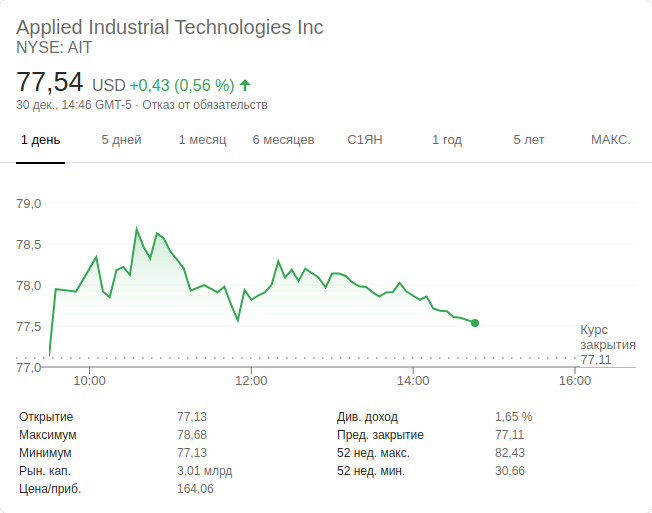 Applied Industrial Technologies Inc
NYSE: AIT
77,54 USD +0,43 (0,56 %)
30 дек., 14:46 GMT-5 · Отказ от обязательств
1 день 5 дней 1 месяц 6 месяцев С1ЯН 1 год 5 лет МАКС.
79,0
78,5
78,0
77,5
77,0
Курс
закрытия
77,11
10:00 12:00 14:00 16:00
Открытие 77,13 Див. доход 1,65 %
Максимум 78,68 Пред. закрытие 77,11
Минимум 77,13 52 нед. макс. 82,43
Рын. кап. 3,01 млрд 52 нед. мин. 30,66
Цена/приб. 164,06